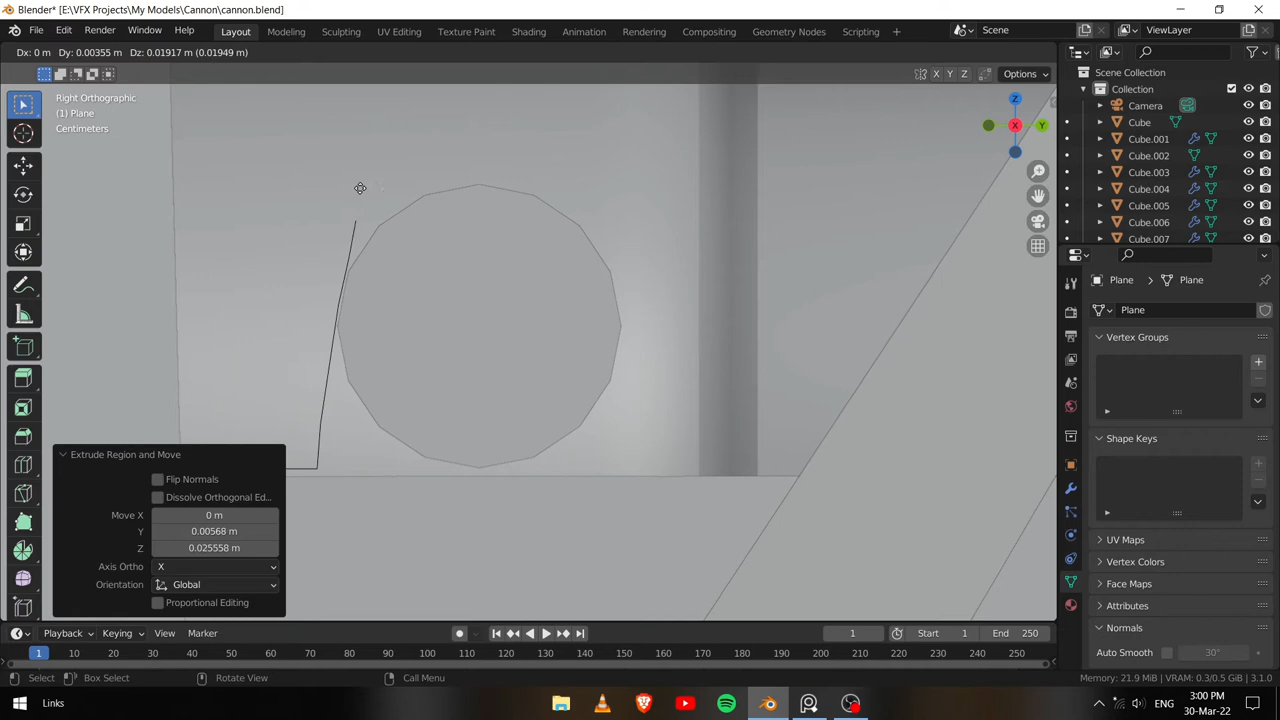 Blender* [E:\VFX Projects\My Models\Cannon\cannon.blend]
File Edit Render Window Help Layout Modeling Sculpting UV Editing Texture Paint Shading Animation Rendering Compositing Geometry Nodes Scripting + Scene ViewLayer
Dx: 0 m Dy: 0.00355 m Dz: 0.01917 m (0.01949 m)
X Y Z Options
Right Orthographic
(1) Plane
Centimeters
Z
X
Y
Scene Collection
Collection
Camera
Cube
Cube.001
Cube.002
Cube.003
Cube.004
Cube.005
Cube.006
Cube.007
Plane Plane
Plane
Vertex Groups
Shape Keys
UV Maps
Vertex Colors
Face Maps
Attributes
Normals
Auto Smooth 30°
Extrude Region and Move
Flip Normals
Dissolve Orthogonal Ed...
Move X 0 m
Y 0.00568 m
Z 0.025558 m
Axis Ortho X
Orientation Global
Proportional Editing
Playback Keying View Marker 1 Start 1 End 250
1 10 20 30 40 50 60 70 80 90 100 110 120 130 140 150 160 170 180 190 200 210 220 230 240 250
Select Box Select Rotate View Call Menu Memory: 21.9 MiB | VRAM: 0.3/0.5 GiB | 3.1.0
Links ENG 3:00 PM
30-Mar-22